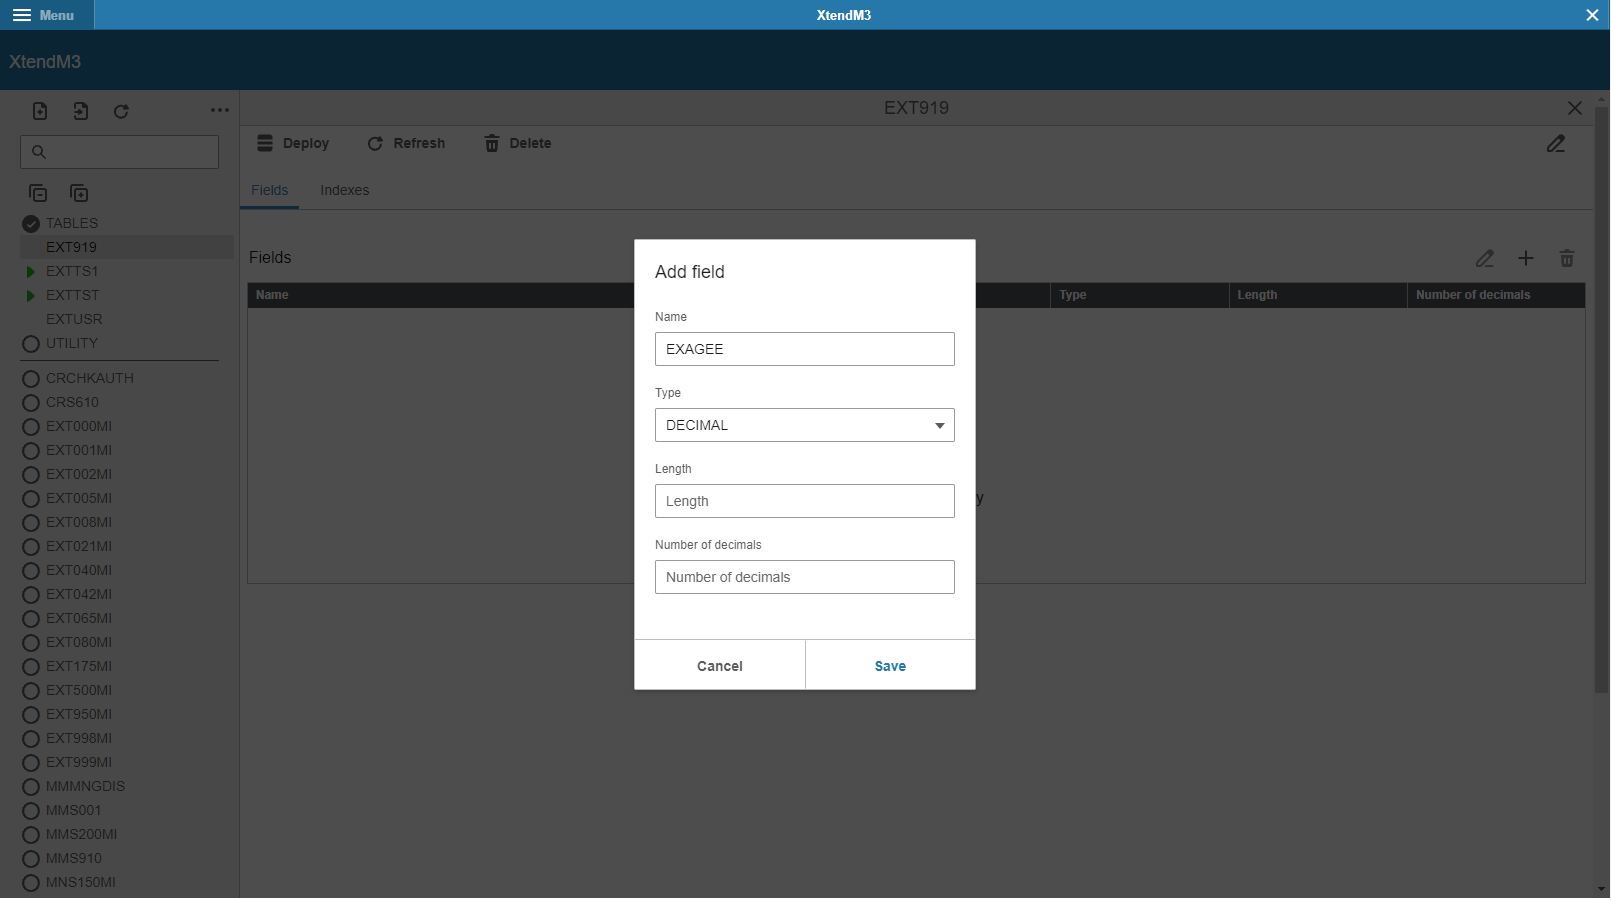 Menu
XtendM3
XtendM3
EXT919
Deploy
Refresh
Delete
Fields
Indexes
TABLES
EXT919
EXTTS1
EXTTST
EXTUSR
UTILITY
CRCHKAUTH
CRS610
EXT000MI
EXT001MI
EXT002MI
EXT005MI
EXT008MI
EXT021MI
EXT040MI
EXT042MI
EXT065MI
EXT080MI
EXT175MI
EXT500MI
EXT950MI
EXT998MI
EXT999MI
MMMNGDIS
MMS001
MMS200MI
MMS910
MNS150MI
Fields
Name
Type
Length
Number of decimals
Add field
Name
EXAGEE
Type
DECIMAL
Length
Length
Number of decimals
Number of decimals
Cancel
Save